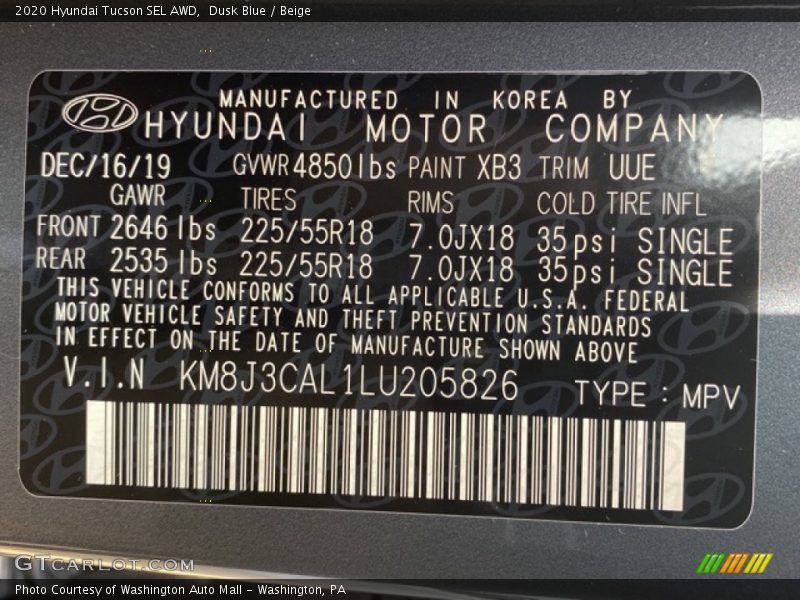 2020 Hyundai Tucson SEL AWD, Dusk Blue / Beige
MANUFACTURED IN KOREA BY
HYUNDAI MOTOR COMPANY
DEC/16/19 GVWR 4850lbs PAINT XB3 TRIM UUE
GAWR TIRES RIMS COLD TIRE INFL
FRONT 2646 lbs 225/55R18 7.0JX18 35psi SINGLE
REAR 2535 lbs 225/55R18 7.0JX18 35psi SINGLE
THIS VEHICLE CONFORMS TO ALL APPLICABLE U.S.A. FEDERAL
MOTOR VEHICLE SAFETY AND THEFT PREVENTION STANDARDS
IN EFFECT ON THE DATE OF MANUFACTURE SHOWN ABOVE
V.I.N KM8J3CAL1LU205826 TYPE : MPV
GTcarlot.com
Photo Courtesy of Washington Auto Mall - Washington, PA